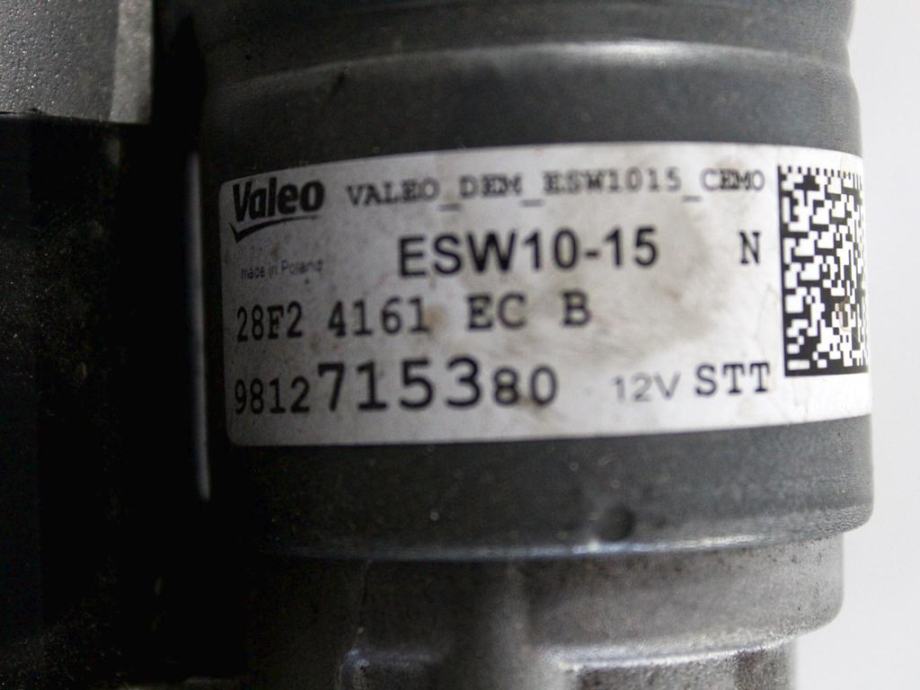 Valeo VALEO_DEM_ESW1015_CEMO
ESW10-15 N
made in Poland
28F2 4161 EC B
9812715380 12V STT